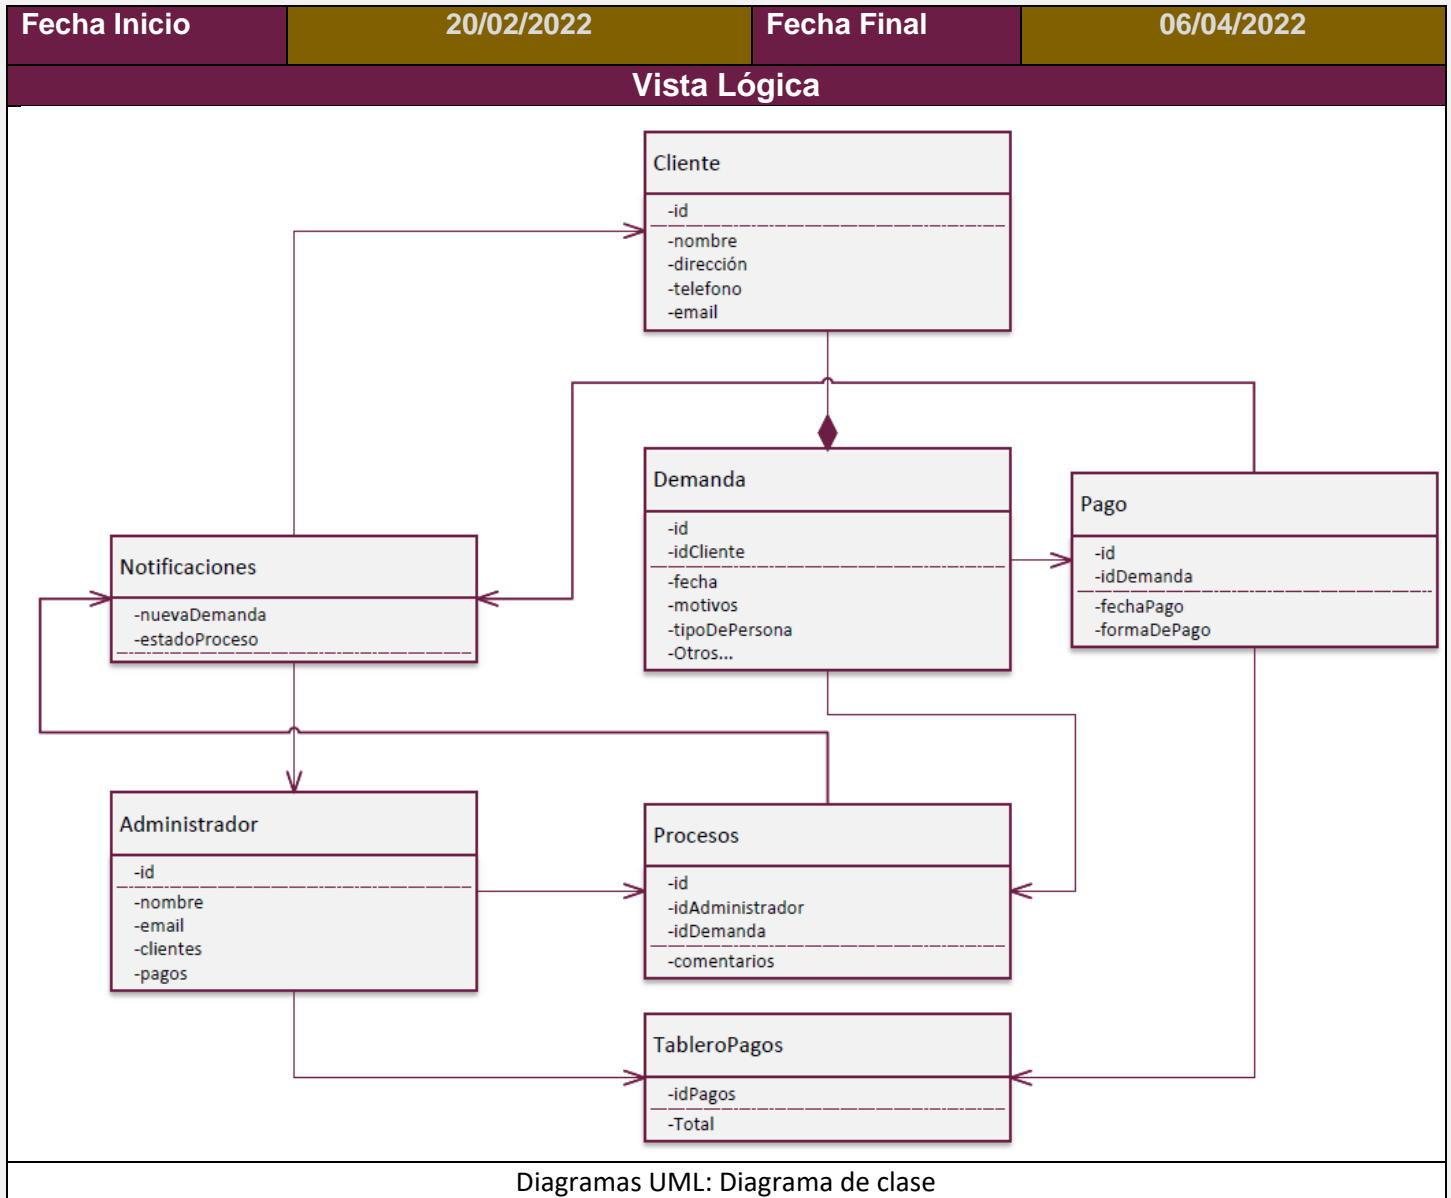 Fecha Inicio 20/02/2022 Fecha Final 06/04/2022
Vista Lógica
Cliente
-id
-nombre
-dirección
-telefono
-email
Demanda
-id
-idCliente
-fecha
-motivos
-tipoDePersona
-Otros...
Pago
-id
-idDemanda
-fechaPago
-formaDePago
Notificaciones
-nuevaDemanda
-estadoProceso
Administrador
-id
-nombre
-email
-clientes
-pagos
Procesos
-id
-idAdministrador
-idDemanda
-comentarios
TableroPagos
-idPagos
-Total
Diagramas UML: Diagrama de clase